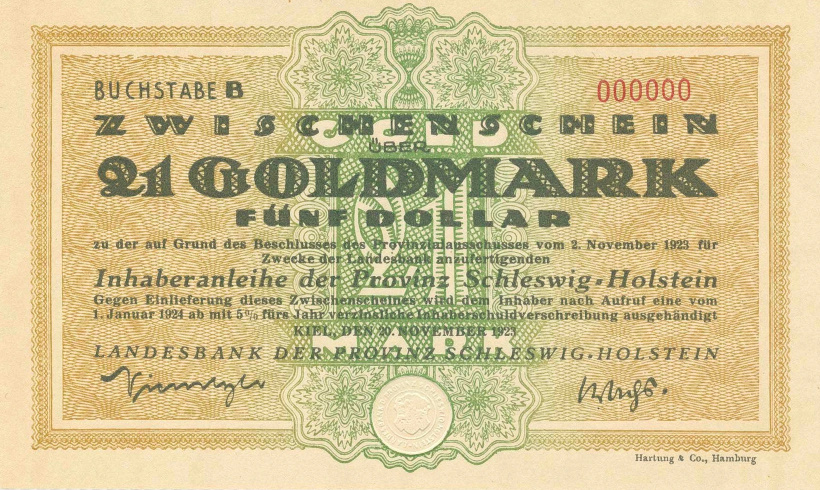 BUCHSTABE B 000000
ZWISCHENSCHEIN
GOLD
ÜBER
21 GOLDMARK
21
FÜNF DOLLAR
zu der auf Grund des Beschlusses des Provinzialausschusses vom 2. November 1923 für
Zwecke der Landesbank anzufertigenden
Inhaberanleihe der Provinz Schleswig-Holstein
Gegen Einlieferung dieses Zwischenscheines wird dem Inhaber nach Aufruf eine vom
1. Januar 1924 ab mit 5% fürs Jahr verzinsliche Inhaberschuldverschreibung ausgehändigt
KIEL, DEN 20. NOVEMBER 1923
MARK
LANDESBANK DER PROVINZ SCHLESWIG-HOLSTEIN
Hartung & Co., Hamburg